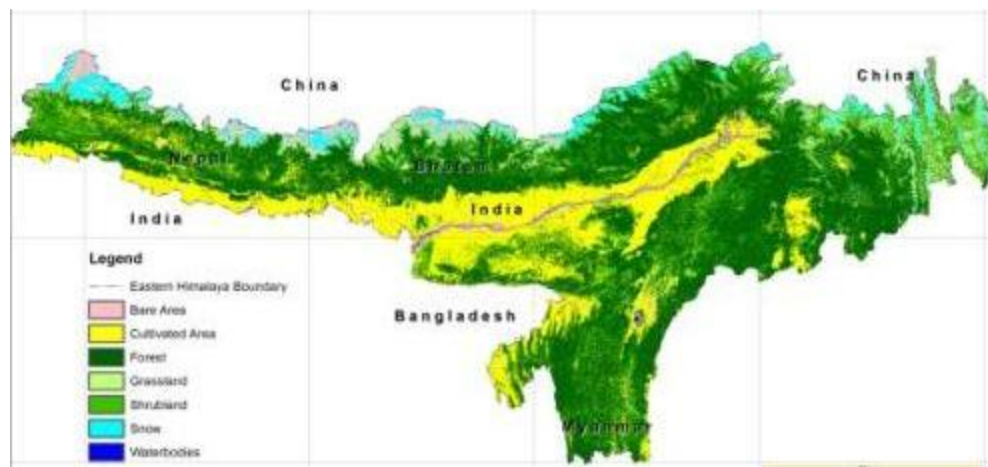 China
China
Nepal
Bhutan
India
India
Legend
Eastern Himalaya Boundary
Bare Area
Bangladesh
Cultivated Area
Forest
Grassland
Shrubland
Snow
Myanmar
Waterbodies